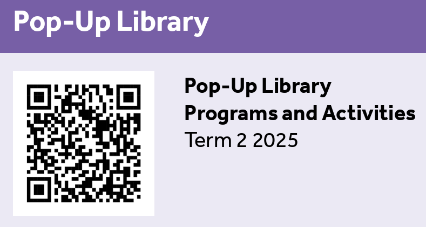 Pop-Up Library
Pop-Up Library
Programs and Activities
Term 2 2025